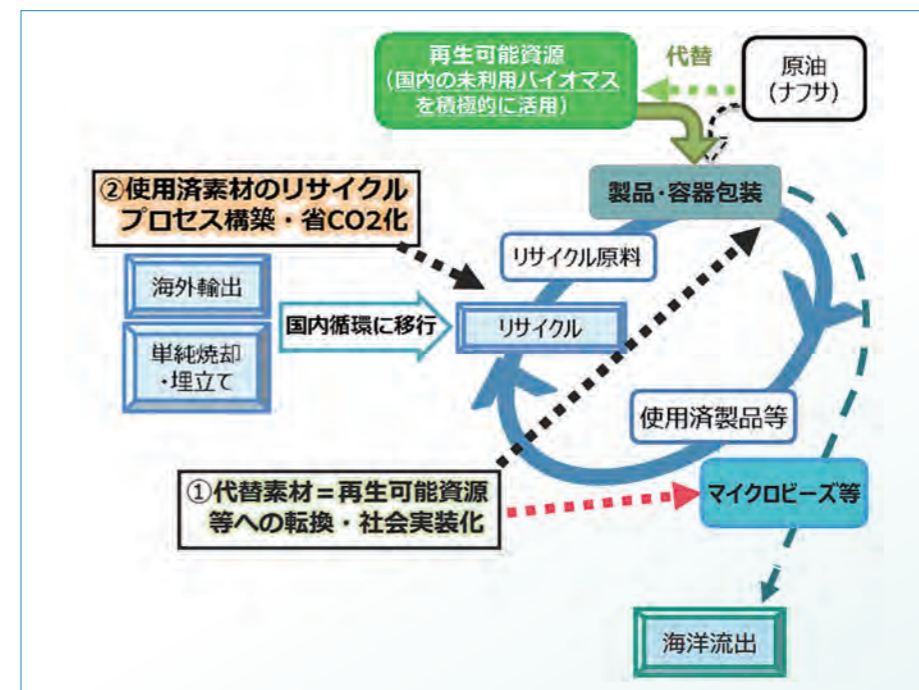 再生可能資源
(国内の未利用バイオマス
を積極的に活用)
代替
原油
(ナフサ)
製品・容器包装
②使用済素材のリサイクル
プロセス構築・省CO2化
リサイクル原料
海外輸出
国内循環に移行
リサイクル
単純焼却
・埋立て
使用済製品等
①代替素材＝再生可能資源
等への転換・社会実装化
マイクロビーズ等
海洋流出